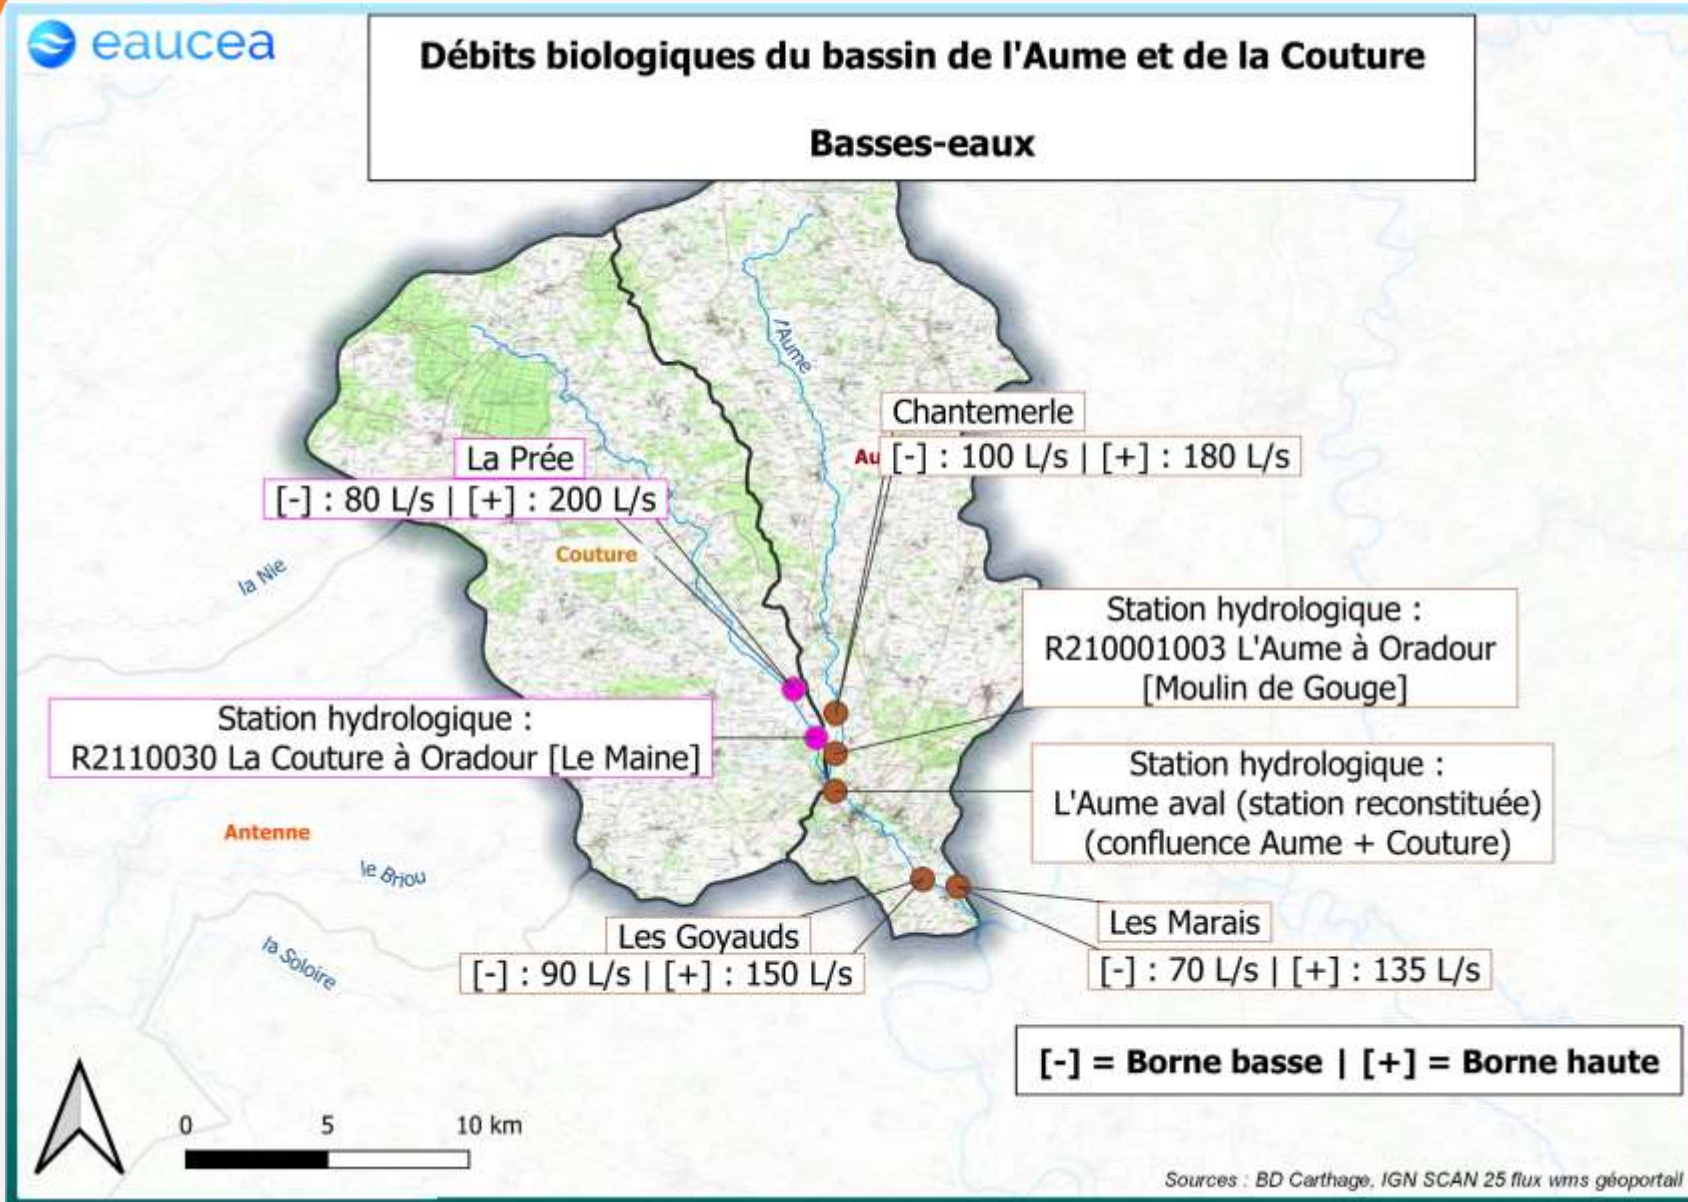 eaucea
Débits biologiques du bassin de l'Aume et de la Couture
Basses-eaux
l'Aume
Chantemerle
Au
[-] : 100 L/s | [+] : 180 L/s
La Prée
[-] : 80 L/s | [+] : 200 L/s
Couture
la Nie
Station hydrologique :
R210001003 L'Aume à Oradour
[Moulin de Gouge]
Station hydrologique :
R2110030 La Couture à Oradour [Le Maine]
Station hydrologique :
L'Aume aval (station reconstituée)
(confluence Aume + Couture)
Antenne
le Briou
la Soloire
Les Goyauds
[-] : 90 L/s | [+] : 150 L/s
Les Marais
[-] : 70 L/s | [+] : 135 L/s
[-] = Borne basse | [+] = Borne haute
0 5 10 km
Sources : BD Carthage, IGN SCAN 25 flux wms géoportail